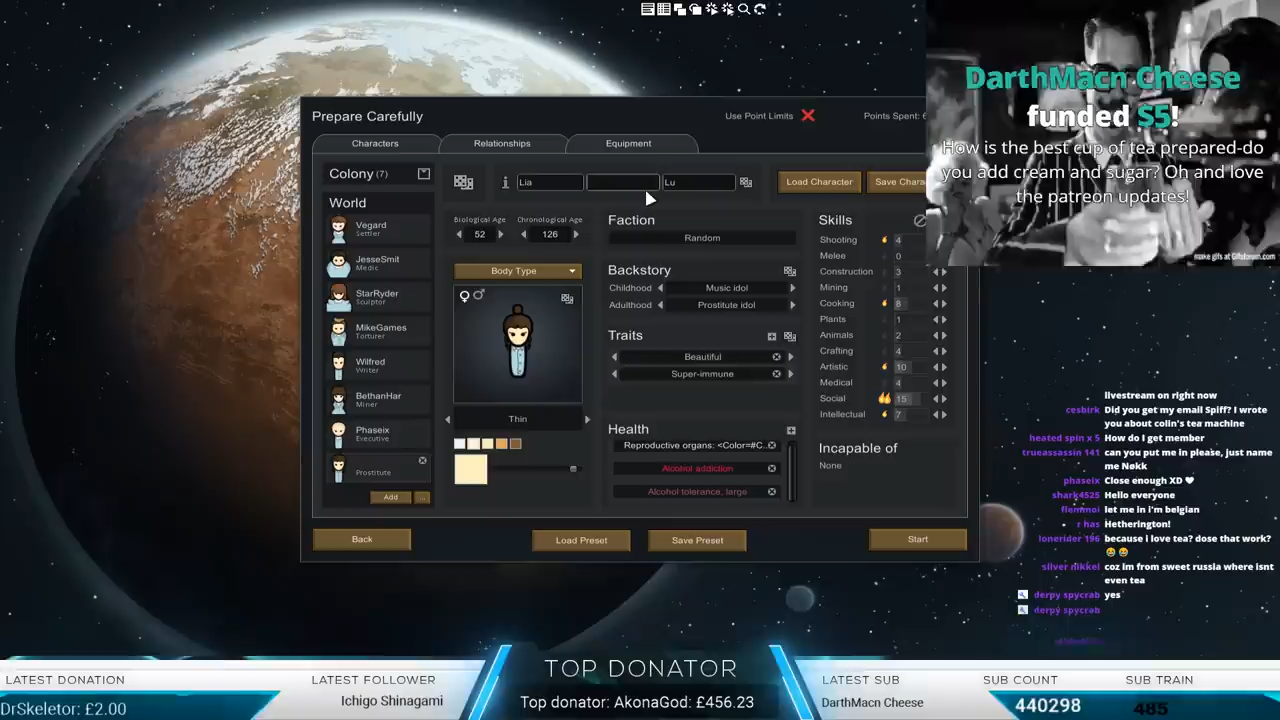 Prepare Carefully
Use Point Limits
Points Spent:
Characters
Relationships
Equipment
Colony (7)
World
Vegard
Settler
JesseSmit
Medic
StarRyder
Sculptor
MikeGames
Torturer
Wilfred
Writer
BethanHar
Miner
Phaseix
Executive
Prostitute
Add
...
Lia
Lu
Load Character
Save Chara
Biological Age
Chronological Age
52
126
Body Type
Thin
Faction
Random
Backstory
Childhood
Music idol
Adulthood
Prostitute idol
Traits
Beautiful
Super-immune
Health
Reproductive organs: <Color=#C..
Alcohol addiction
Alcohol tolerance, large
Skills
Shooting 4
Melee 0
Construction 3
Mining 1
Cooking 8
Plants 1
Animals 2
Crafting 4
Artistic 10
Medical 4
Social 15
Intellectual 7
Incapable of
None
Back
Load Preset
Save Preset
Start
DarthMacn Cheese
funded $5!
How is the best cup of tea prepared-do
you add cream and sugar? Oh and love
the patreon updates!
make gifs at Gifsforum.com
livestream on right now
cesbirk Did you get my email Spiff? I wrote
you about colin's tea machine
heated spin x 5 How do I get member
trueassassin 141 can you put me in please, just name
me Nøkk
phaseix Close enough XD 🤍
shark4525 Hello everyone
flemmoi let me in i'm belgian
r has Hetherington!
lonerider 196 because i love tea? dose that work?
😂😂
silver nikkel coz im from sweet russia where isnt
even tea
derpy spycrab yes
derpy spycrab
LATEST DONATION
DrSkeletor: £2.00
LATEST FOLLOWER
Ichigo Shinagami
TOP DONATOR
Top donator: AkonaGod: £456.23
LATEST SUB
DarthMacn Cheese
SUB COUNT
440298
SUB TRAIN
485